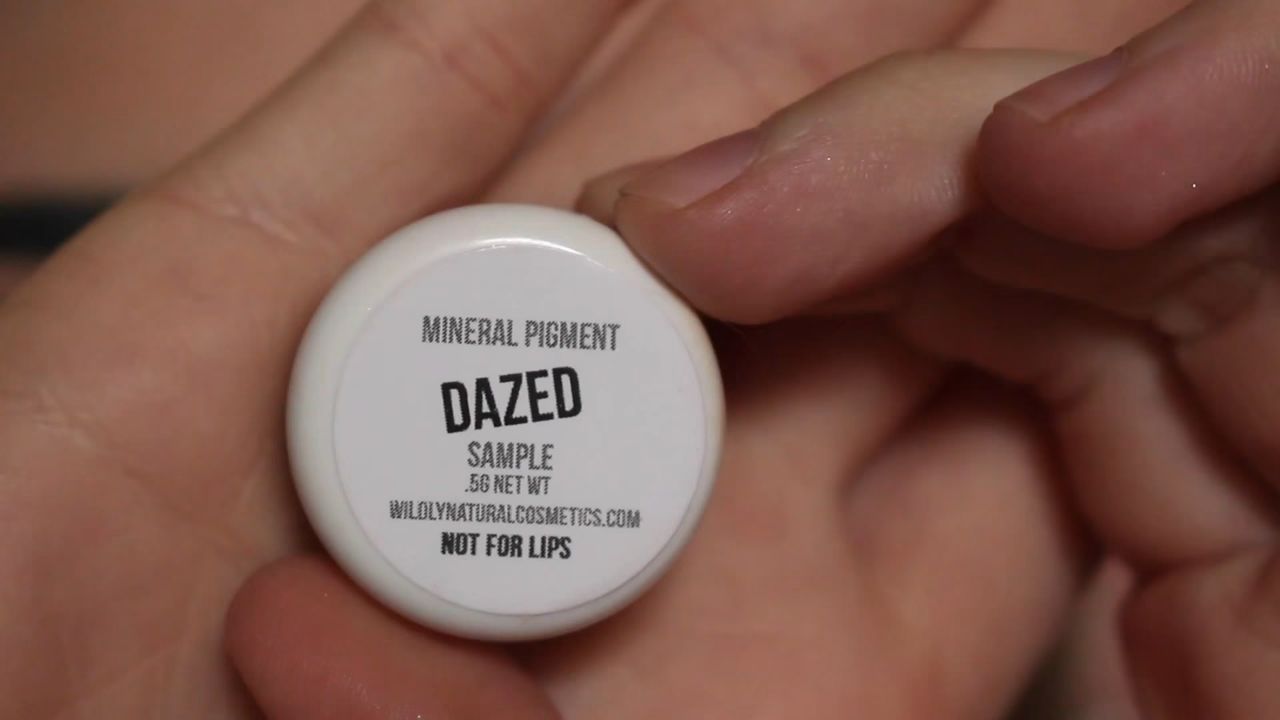 MINERAL PIGMENT
DAZED
SAMPLE
.5G NET WT
WILDLYNATURALCOSMETICS.COM
NOT FOR LIPS